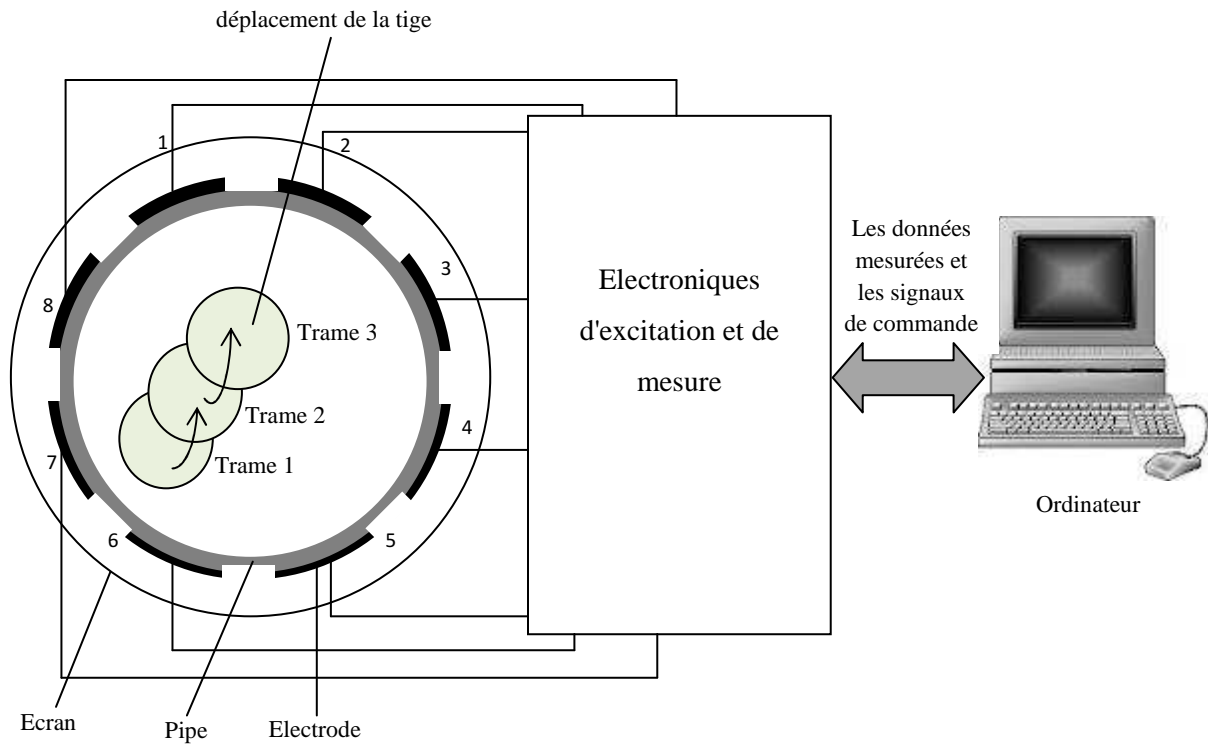 déplacement de la tige
1
2
3
8
Trame 3
Trame 2
4
7
Trame 1
6
5
Electroniques
d'excitation et de
mesure
Les données
mesurées et
les signaux
de commande
Ordinateur
Ecran
Pipe
Electrode